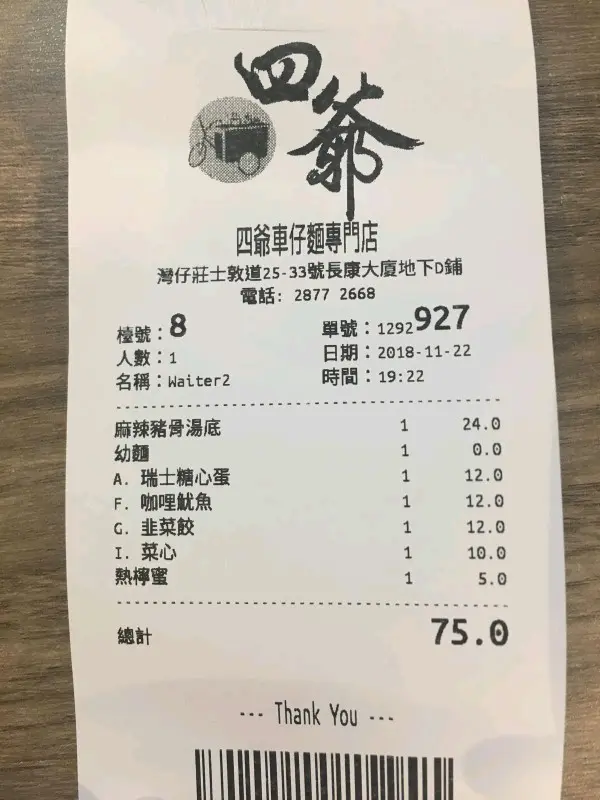 四爺
四爺車仔麵專門店
灣仔莊士敦道25-33號長康大廈地下D鋪
電話: 2877 2668
檯號：8 單號：1292927
人數：1 日期：2018-11-22
名稱：Waiter2 時間：19:22
麻辣豬骨湯底 1 24.0
幼麵 1 0.0
A. 瑞士糖心蛋 1 12.0
F. 咖哩魷魚 1 12.0
G. 韭菜餃 1 12.0
I. 菜心 1 10.0
熱檸蜜 1 5.0
總計 75.0
--- Thank You ---